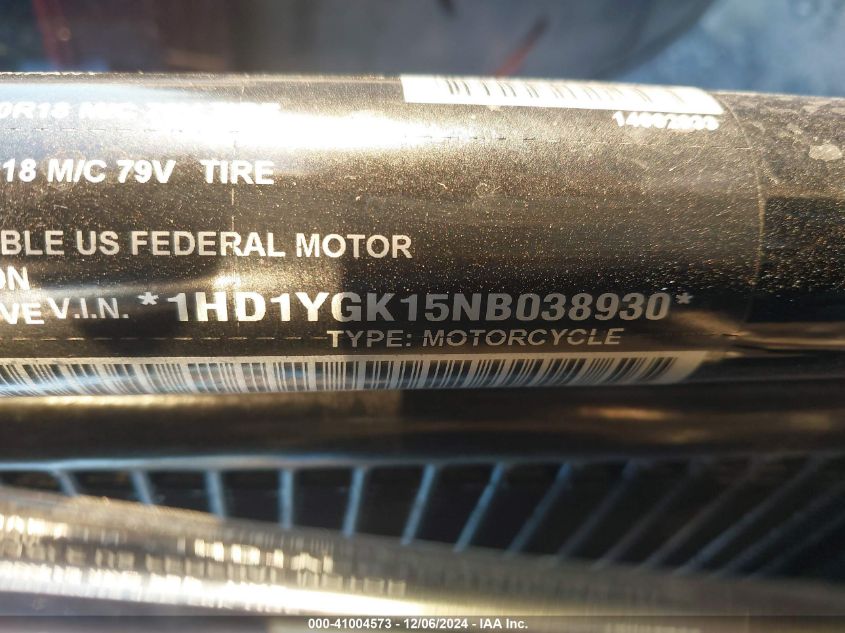 18 M/C 79V TIRE
BLE US FEDERAL MOTOR
ON
VE V.I.N. *1HD1YGK15NB038930*
TYPE: MOTORCYCLE
000-41004573 - 12/06/2024 - IAA Inc.